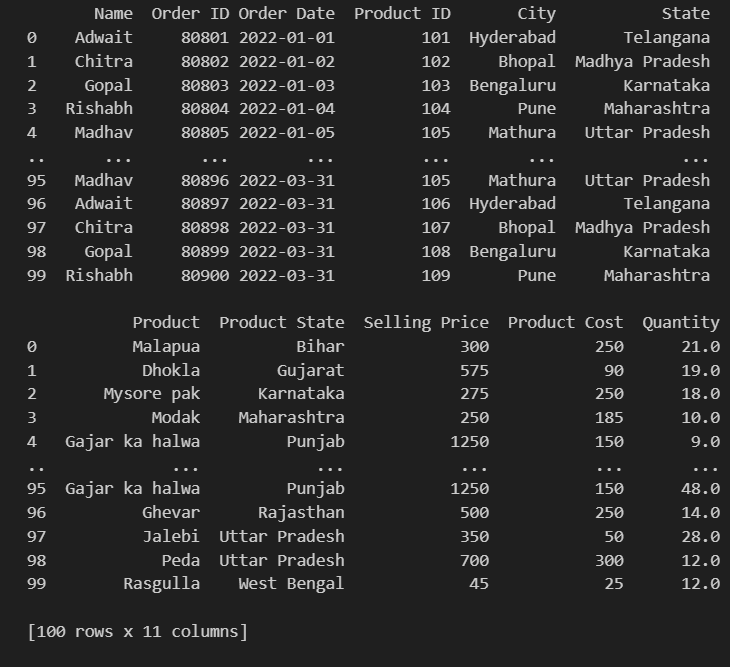 Name Order ID Order Date Product ID City State
0 Adwait 80801 2022-01-01 101 Hyderabad Telangana
1 Chitra 80802 2022-01-02 102 Bhopal Madhya Pradesh
2 Gopal 80803 2022-01-03 103 Bengaluru Karnataka
3 Rishabh 80804 2022-01-04 104 Pune Maharashtra
4 Madhav 80805 2022-01-05 105 Mathura Uttar Pradesh
.. ... ... ... ... ... ...
95 Madhav 80896 2022-03-31 105 Mathura Uttar Pradesh
96 Adwait 80897 2022-03-31 106 Hyderabad Telangana
97 Chitra 80898 2022-03-31 107 Bhopal Madhya Pradesh
98 Gopal 80899 2022-03-31 108 Bengaluru Karnataka
99 Rishabh 80900 2022-03-31 109 Pune Maharashtra
Product Product State Selling Price Product Cost Quantity
0 Malapua Bihar 300 250 21.0
1 Dhokla Gujarat 575 90 19.0
2 Mysore pak Karnataka 275 250 18.0
3 Modak Maharashtra 250 185 10.0
4 Gajar ka halwa Punjab 1250 150 9.0
.. ... ... ... ... ...
95 Gajar ka halwa Punjab 1250 150 48.0
96 Ghevar Rajasthan 500 250 14.0
97 Jalebi Uttar Pradesh 350 50 28.0
98 Peda Uttar Pradesh 700 300 12.0
99 Rasgulla West Bengal 45 25 12.0
[100 rows x 11 columns]